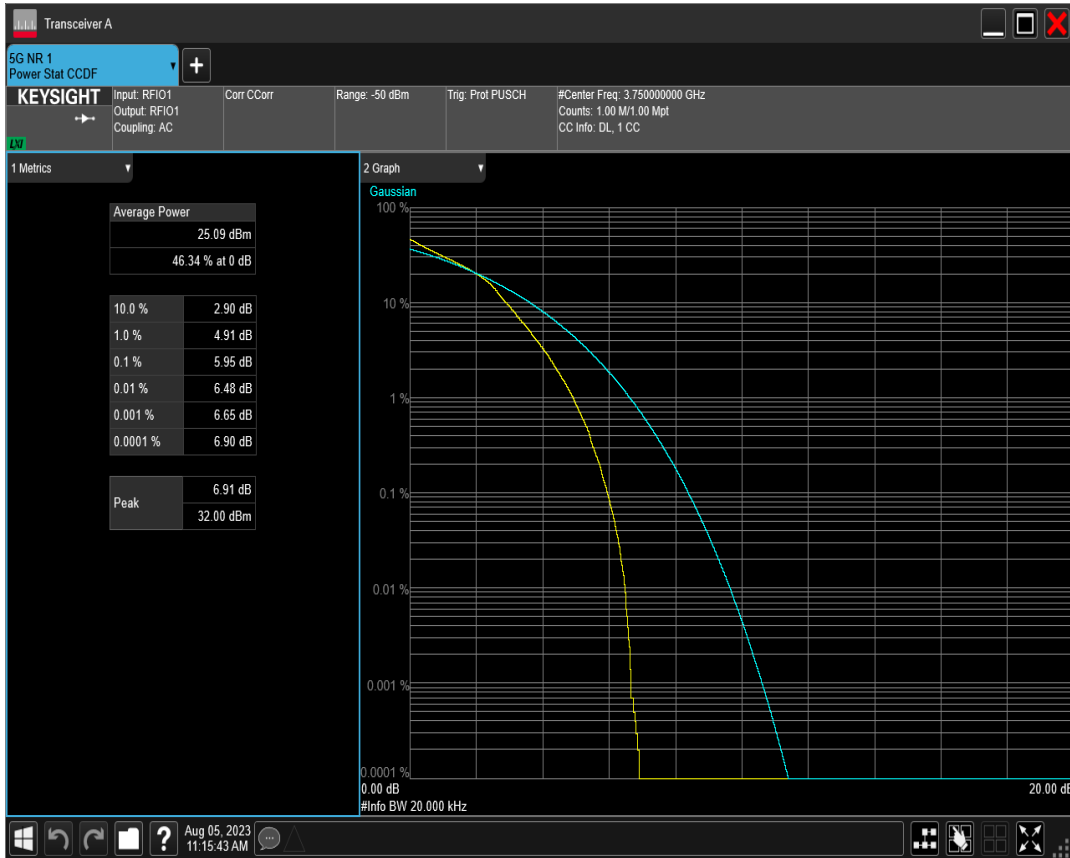 Transceiver A
5G NR 1
Power Stat CCDF
+
KEYSIGHT
LXI
Input: RFIO1
Output: RFIO1
Coupling: AC
Corr CCorr
Range: -50 dBm
Trig: Prot PUSCH
#Center Freq: 3.750000000 GHz
Counts: 1.00 M/1.00 Mpt
CC Info: DL, 1 CC
1 Metrics
Average Power
25.09 dBm
46.34 % at 0 dB
10.0 % 2.90 dB
1.0 % 4.91 dB
0.1 % 5.95 dB
0.01 % 6.48 dB
0.001 % 6.65 dB
0.0001 % 6.90 dB
Peak
6.91 dB
32.00 dBm
2 Graph
Gaussian
100 %
10 %
1 %
0.1 %
0.01 %
0.001 %
0.0001 %
0.00 dB
20.00 dB
#Info BW 20.000 kHz
?
Aug 05, 2023
11:15:43 AM